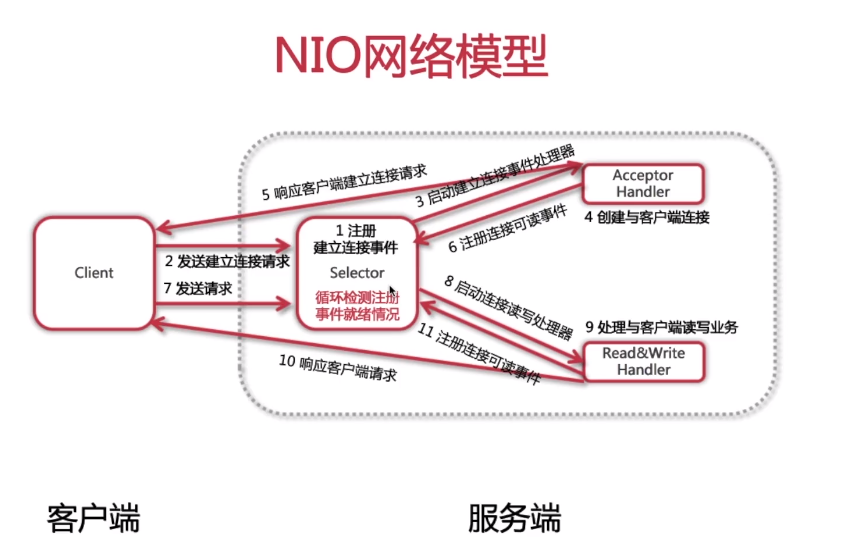 NIO网络模型
5 响应客户端建立连接请求
3 启动建立连接事件处理器
Acceptor
Handler
4 创建与客户端连接
6 注册连接可读事件
1 注册
建立连接事件
Selector
循环检测注册
事件就绪情况
Client
2 发送建立连接请求
7 发送请求
8 启动连接读写处理器
9 处理与客户端读写业务
Read&Write
Handler
11 注册连接可读事件
10 响应客户端请求
客户端
服务端